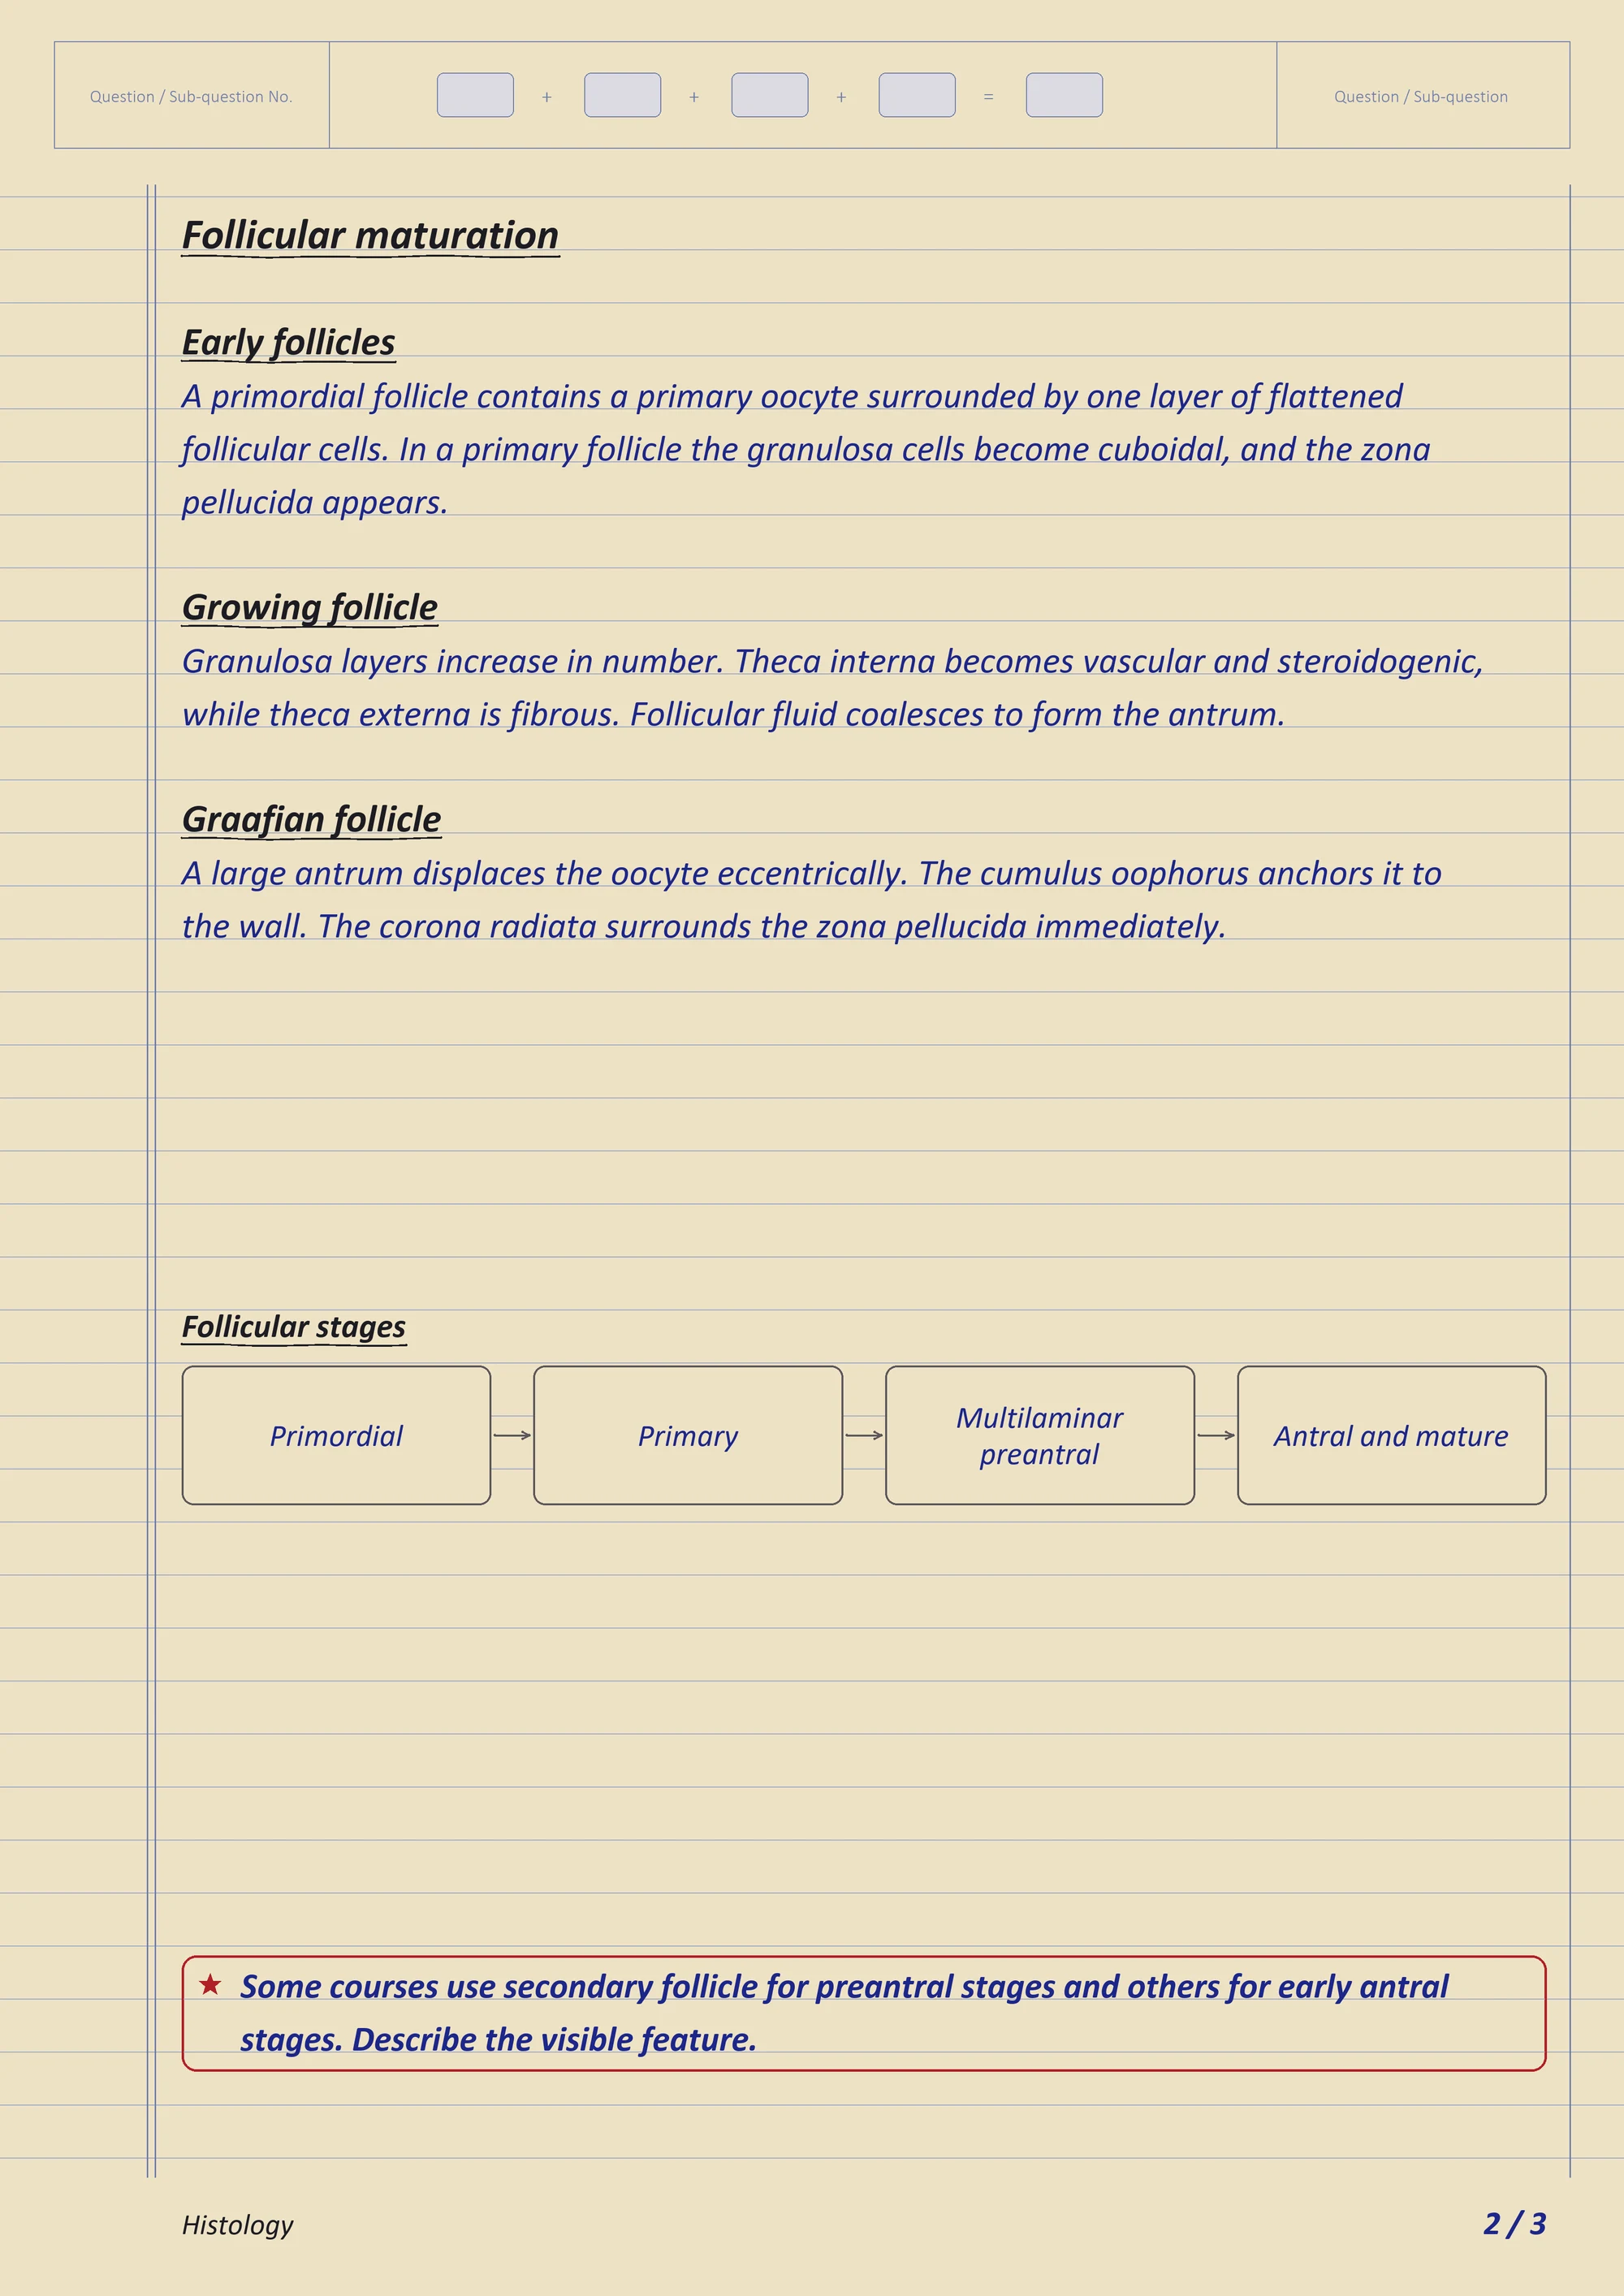 Question / Sub-question No.
+ + + =
Question / Sub-question
Follicular maturation
Early follicles
A primordial follicle contains a primary oocyte surrounded by one layer of flattened
follicular cells. In a primary follicle the granulosa cells become cuboidal, and the zona
pellucida appears.
Growing follicle
Granulosa layers increase in number. Theca interna becomes vascular and steroidogenic,
while theca externa is fibrous. Follicular fluid coalesces to form the antrum.
Graafian follicle
A large antrum displaces the oocyte eccentrically. The cumulus oophorus anchors it to
the wall. The corona radiata surrounds the zona pellucida immediately.
Follicular stages
Primordial
Primary
Multilaminar
preantral
Antral and mature
Some courses use secondary follicle for preantral stages and others for early antral
stages. Describe the visible feature.
Histology
2 / 3